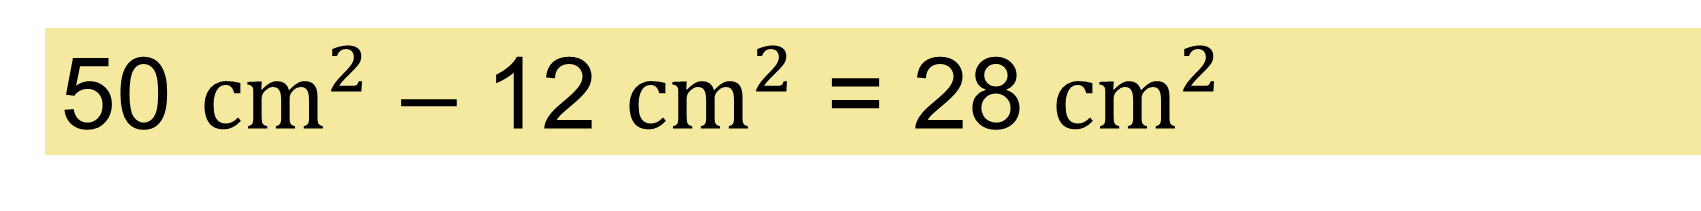 50 cm² – 12 cm² = 28 cm²